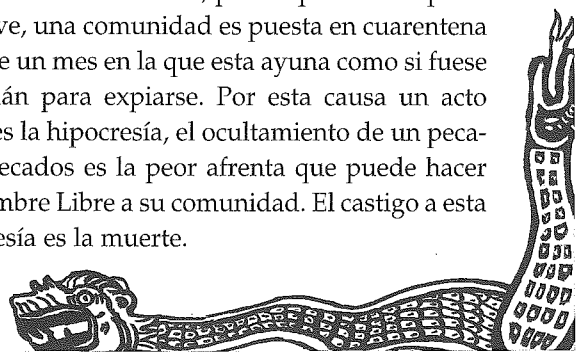 ve, una comunidad es puesta en cuarentena
e un mes en la que esta ayuna como si fuese
án para expiarse. Por esta causa un acto
es la hipocresía, el ocultamiento de un peca-
ecados es la peor afrenta que puede hacer
mbre Libre a su comunidad. El castigo a esta
esía es la muerte.